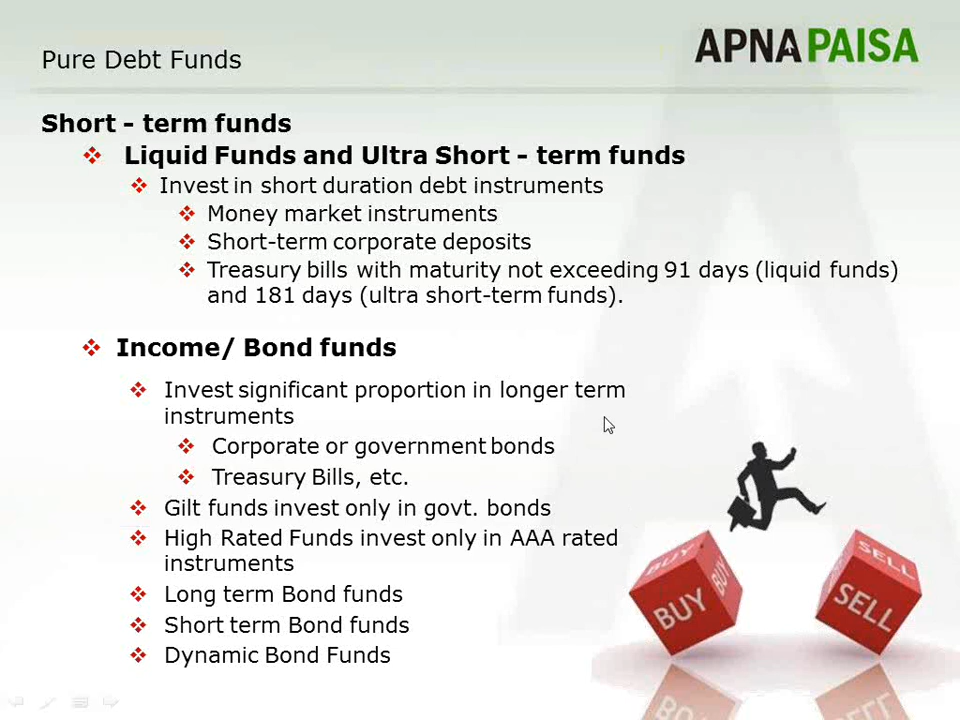 Pure Debt Funds
APNAPAISA
Short - term funds
Liquid Funds and Ultra Short - term funds
Invest in short duration debt instruments
Money market instruments
Short-term corporate deposits
Treasury bills with maturity not exceeding 91 days (liquid funds)
and 181 days (ultra short-term funds).
Income/ Bond funds
Invest significant proportion in longer term
instruments
Corporate or government bonds
Treasury Bills, etc.
Gilt funds invest only in govt. bonds
High Rated Funds invest only in AAA rated
instruments
Long term Bond funds
Short term Bond funds
Dynamic Bond Funds
BUY
BUY
BUY
SELL
SELL